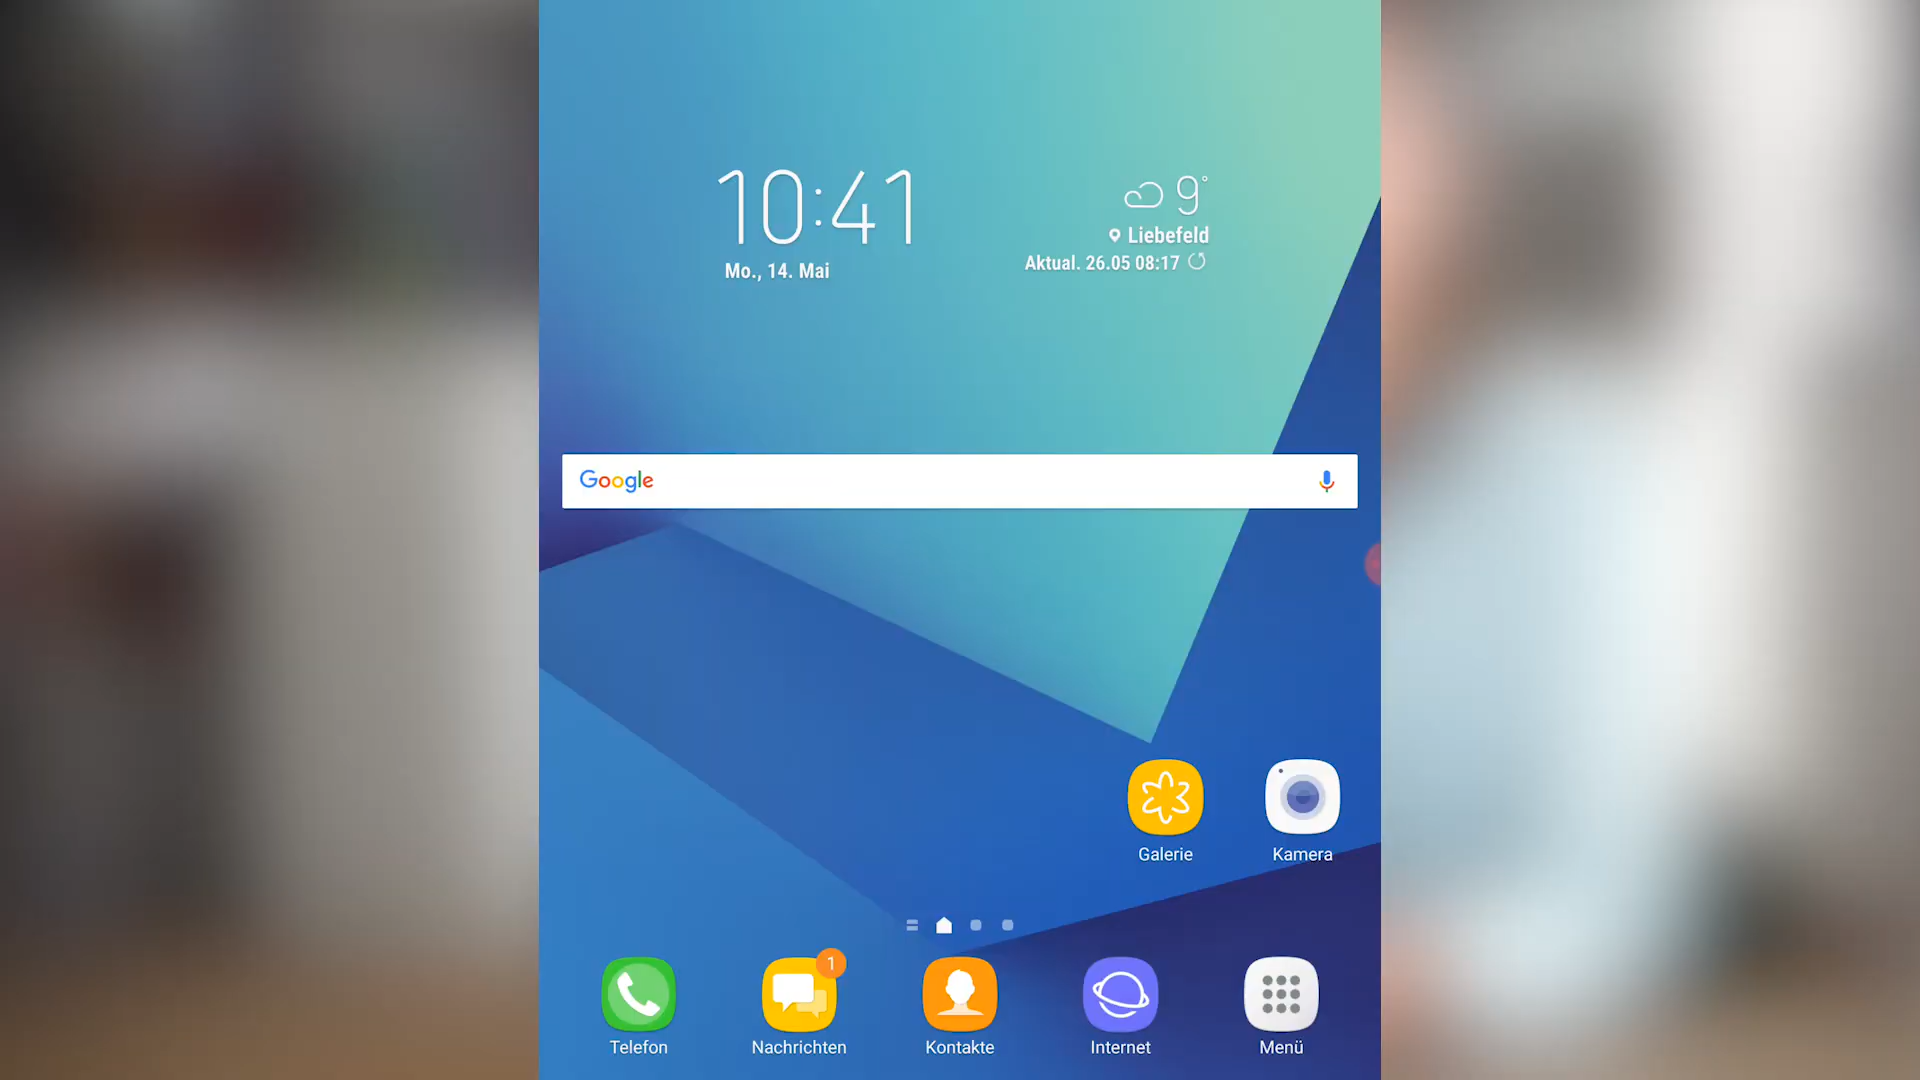 10:41
Mo., 14. Mai
9°
Liebefeld
Aktual. 26.05 08:17
Google
Galerie
Kamera
1
Telefon
Nachrichten
Kontakte
Internet
Menü